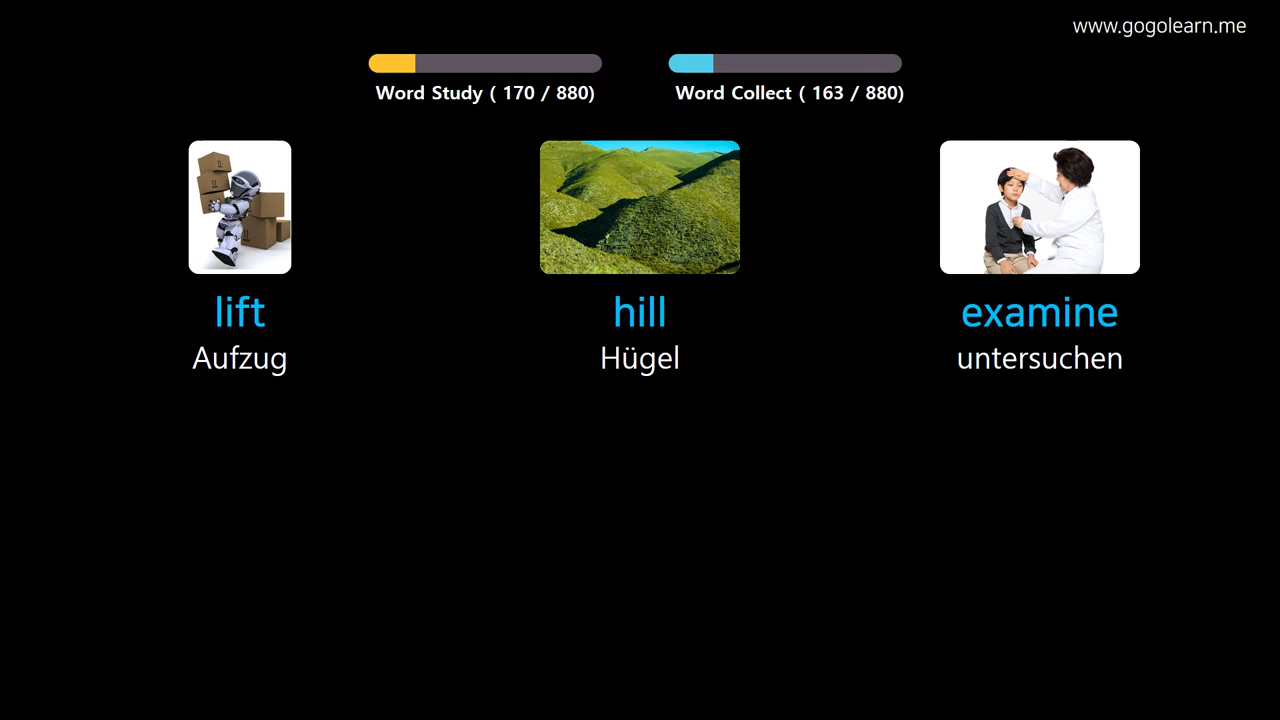 www.gogolearn.me
Word Study ( 170 / 880)
Word Collect ( 163 / 880)
lift
hill
examine
Aufzug
Hügel
untersuchen